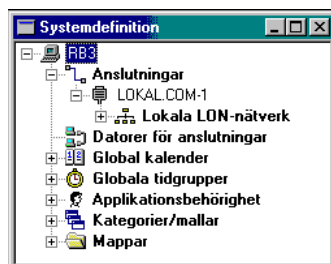 Systemdefinition
RB3
Anslutningar
LOKAL.COM-1
Lokala LON-nätverk
Datorer för anslutningar
Global kalender
Globala tidgrupper
Applikationsbehörighet
Kategorier/mallar
Mappar